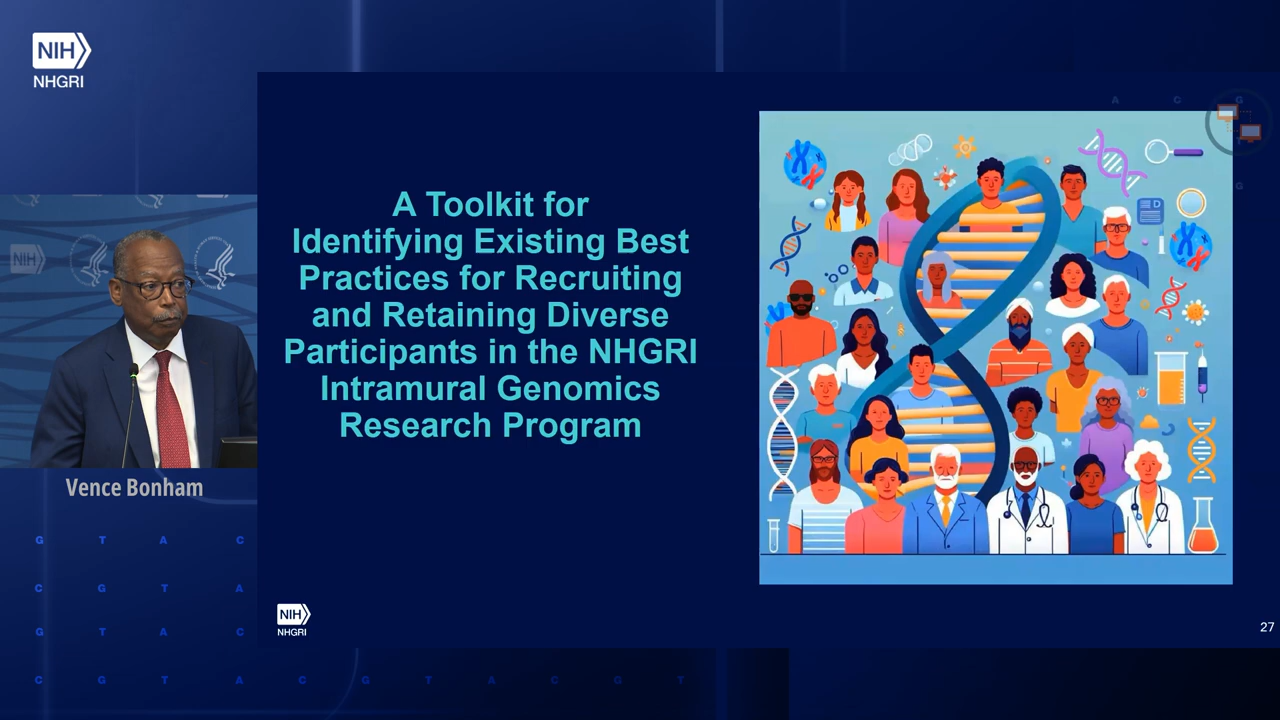 NIH
NHGRI
A C G
G
A Toolkit for
Identifying Existing Best
Practices for Recruiting
and Retaining Diverse
Participants in the NHGRI
Intramural Genomics
Research Program
NIH
Vence Bonham
G T A C
C G T A
G T A C
C G T A C G T A C G T
NIH
NHGRI
27